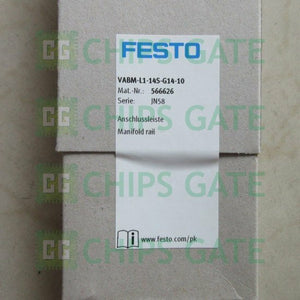 CHIPS GATE
FESTO
VABM-L1-14S-G14-10
Mat.-Nr.: 566626
Serie: JN58
Anschlussleiste
Manifold rail
CHIPS GATE
www.festo.com/pk
CHIPS GATE